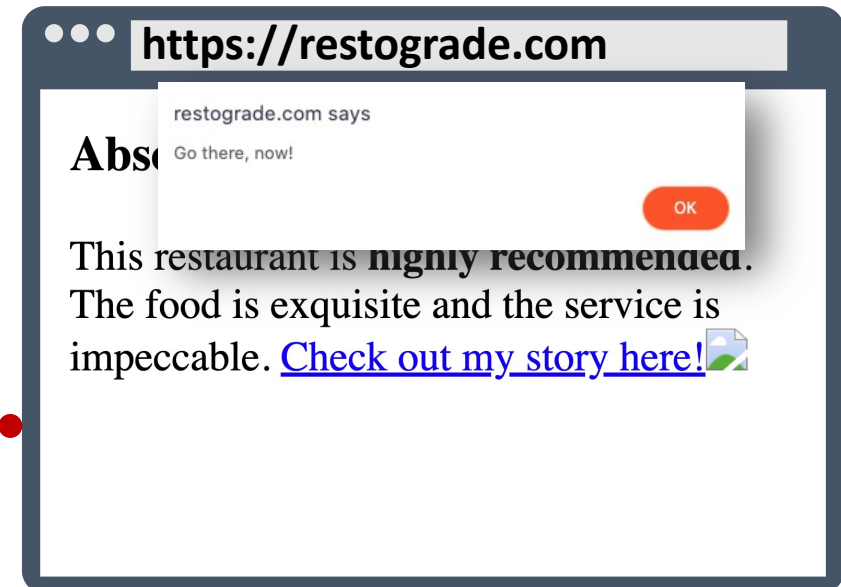 https://restograde.com
restograde.com says
Go there, now!
OK
This restaurant is highly recommended.
The food is exquisite and the service is
impeccable. Check out my story here!